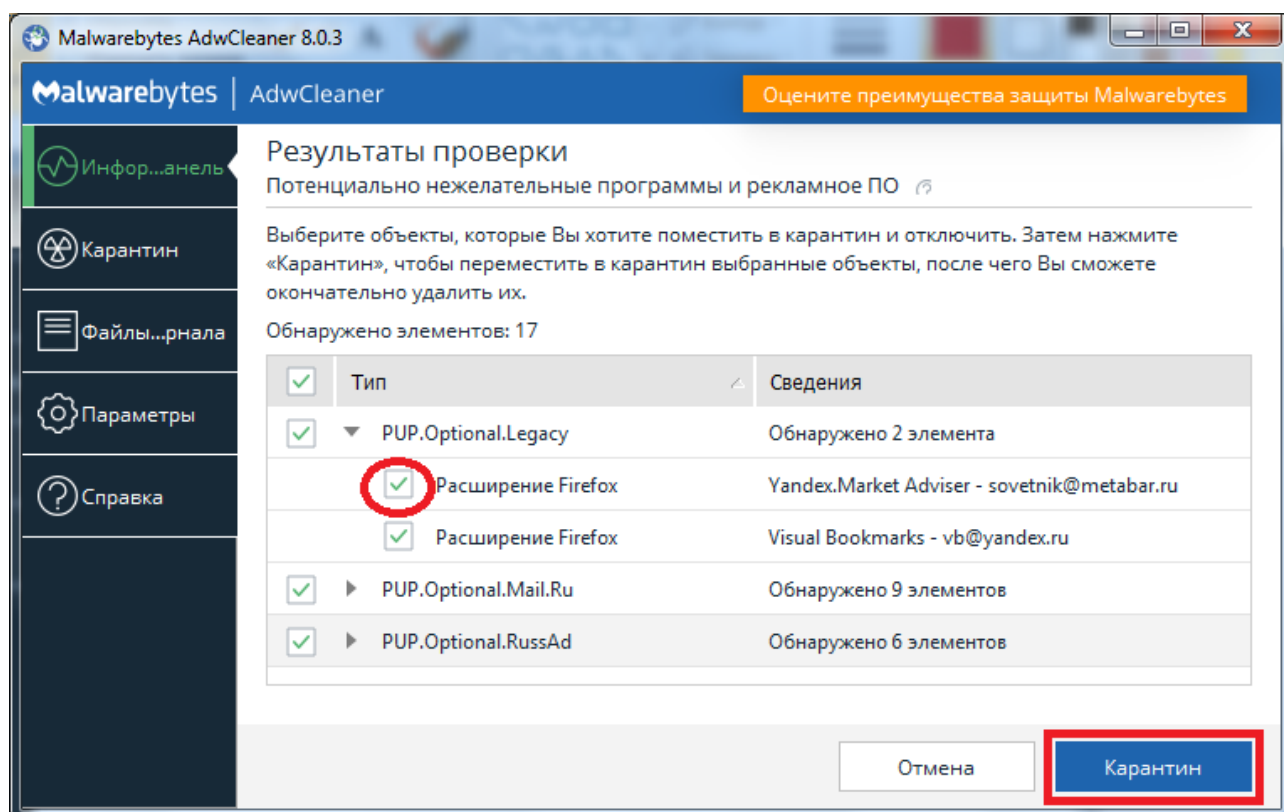 Malwarebytes AdwCleaner 8.0.3
Malwarebytes | AdwCleaner
Оцените преимущества защиты Malwarebytes
Инфор...анель
Карантин
Файлы...рнала
Параметры
Справка
Результаты проверки
Потенциально нежелательные программы и рекламное ПО
Выберите объекты, которые Вы хотите поместить в карантин и отключить. Затем нажмите
«Карантин», чтобы переместить в карантин выбранные объекты, после чего Вы сможете
окончательно удалить их.
Обнаружено элементов: 17
Тип Сведения
PUP.Optional.Legacy Обнаружено 2 элемента
Расширение Firefox Yandex.Market Adviser - sovetnik@metabar.ru
Расширение Firefox Visual Bookmarks - vb@yandex.ru
PUP.Optional.Mail.Ru Обнаружено 9 элементов
PUP.Optional.RussAd Обнаружено 6 элементов
Отмена Карантин